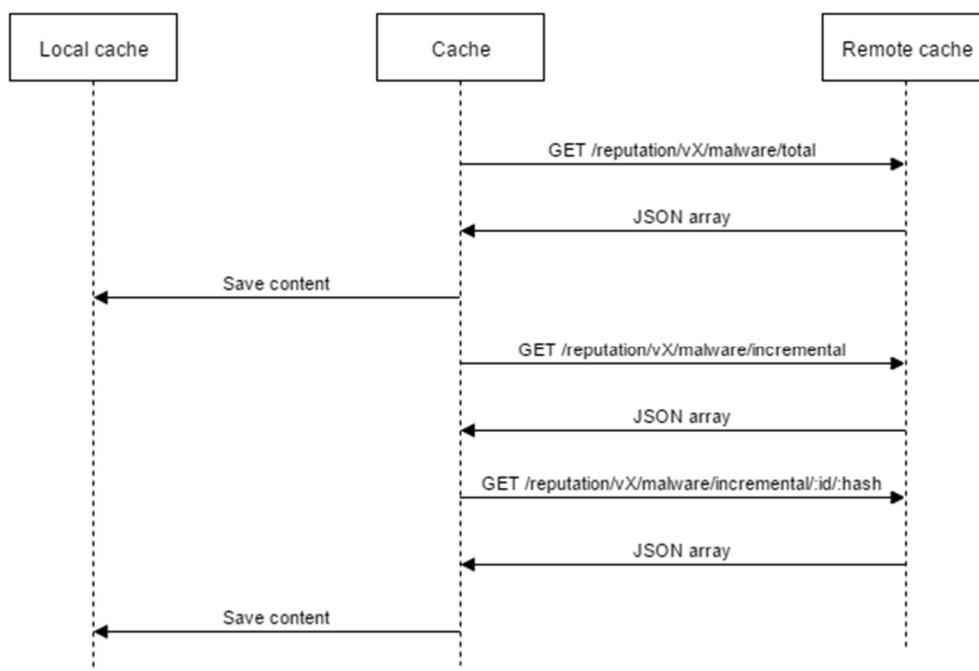 Local cache
Cache
Remote cache
GET /reputation/vX/malware/total
JSON array
Save content
GET /reputation/vX/malware/incremental
JSON array
GET /reputation/vX/malware/incremental/:id/:hash
JSON array
Save content